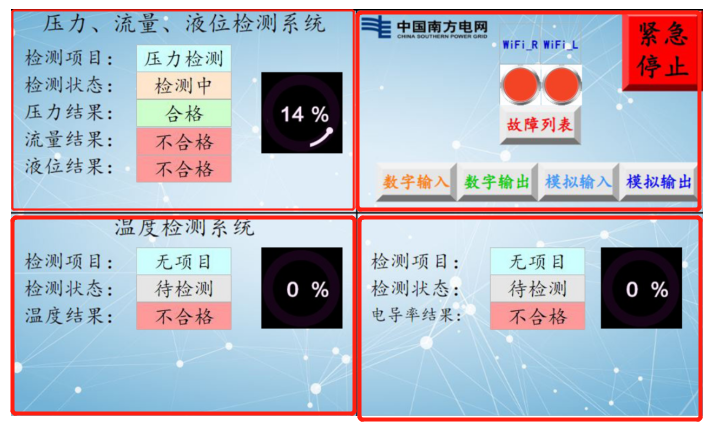 压力、流量、液位检测系统
检测项目: 压力检测
检测状态: 检测中
压力结果: 合格
流量结果: 不合格
液位结果: 不合格
14 %
中国南方电网
CHINA SOUTHERN POWER GRID
WiFi_R WiFi_L
紧急
停止
故障列表
数字输入 数字输出 模拟输入 模拟输出
温度检测系统
检测项目: 无项目
检测状态: 待检测
温度结果: 不合格
0 %
检测项目: 无项目
检测状态: 待检测
电导率结果: 不合格
0 %